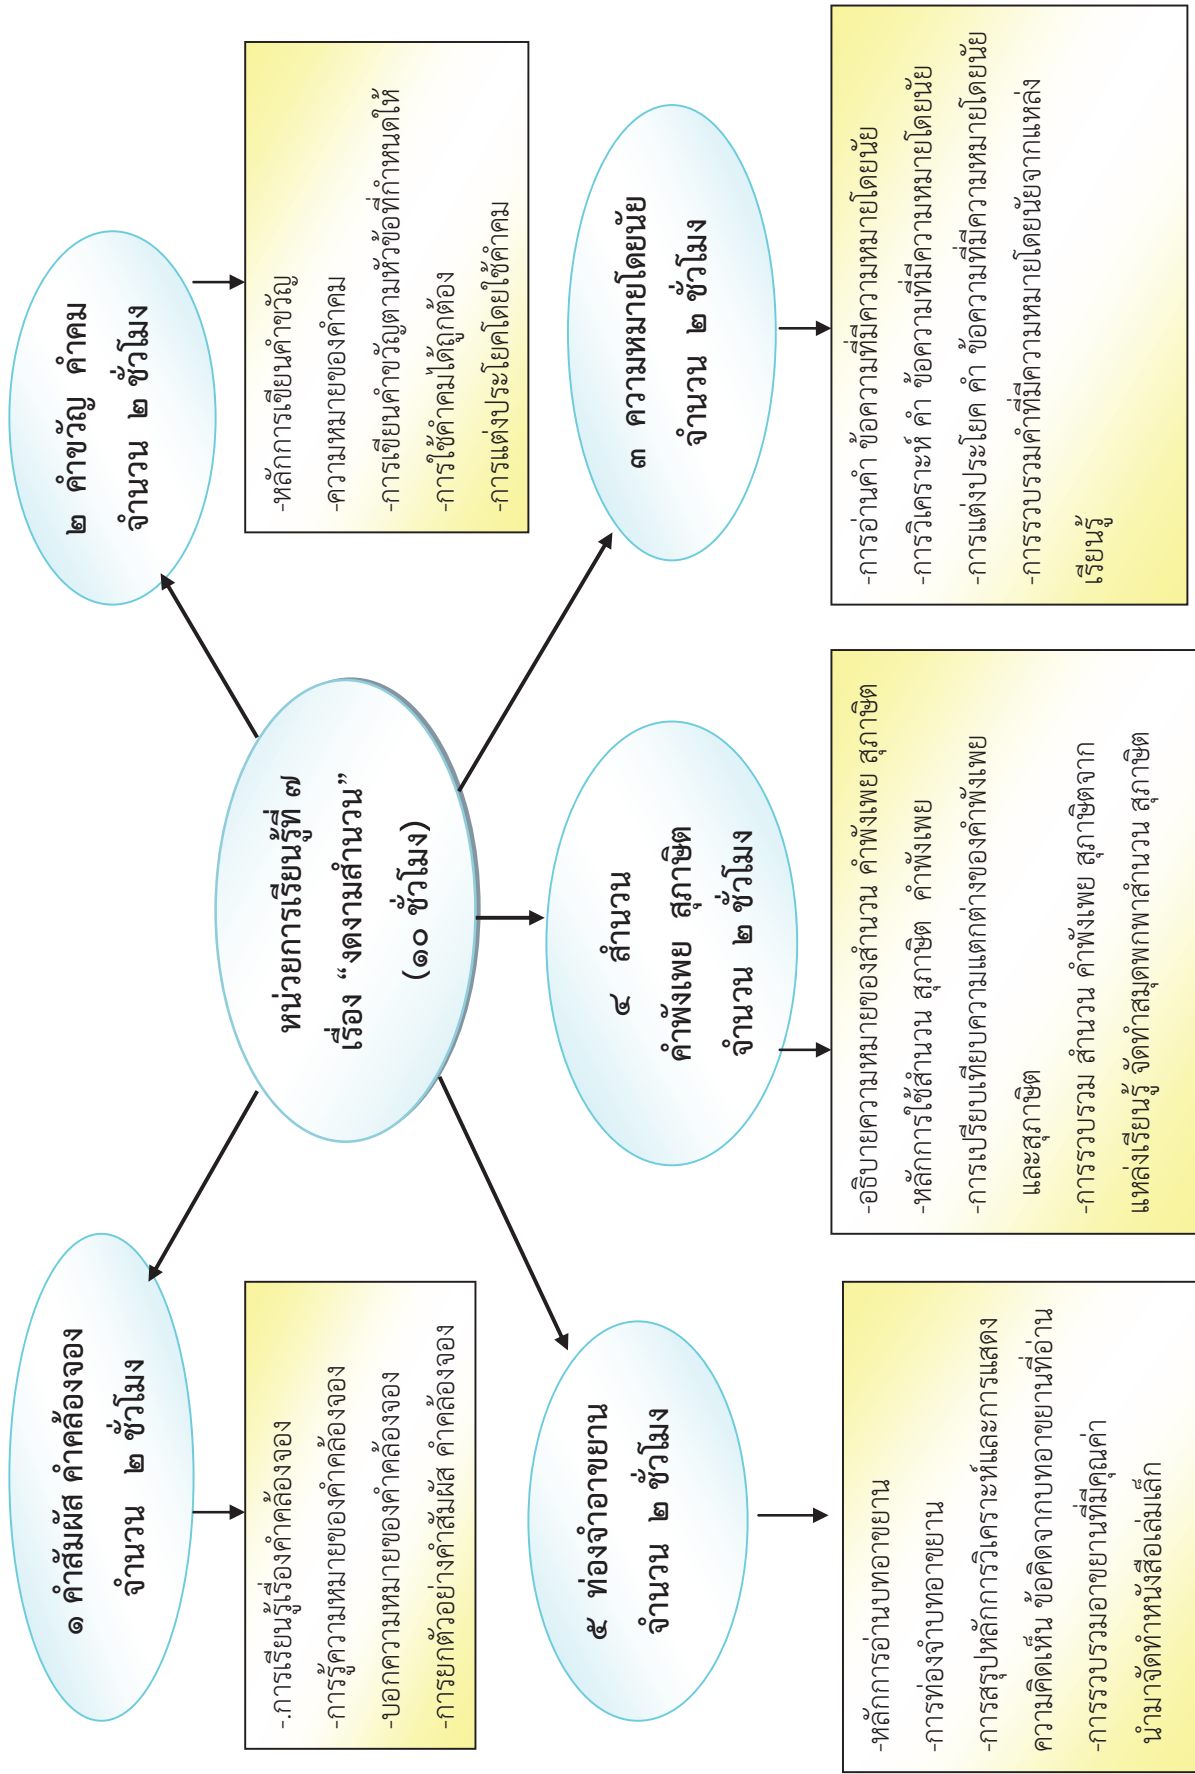 หน่วยการเรียนรู้ที่ ๗
เรื่อง “งดงามสำนวน”
(๑๐ ชั่วโมง)
๑ คำสัมผัส คำคล้องจอง
จำนวน ๒ ชั่วโมง
-.การเรียนรู้เรื่องคำคล้องจอง
-การรู้ความหมายของคำคล้องจอง
-บอกความหมายของคำคล้องจอง
-การยกตัวอย่างคำสัมผัส คำคล้องจอง
๒ คำขวัญ คำคม
จำนวน ๒ ชั่วโมง
-หลักการเขียนคำขวัญ
-ความหมายของคำคม
-การเขียนคำขวัญตามหัวข้อที่กำหนดให้
-การใช้คำคมได้ถูกต้อง
-การแต่งประโยคโดยใช้คำคม
๓ ความหมายโดยนัย
จำนวน ๒ ชั่วโมง
-การอ่านคำ ข้อความที่มีความหมายโดยนัย
-การวิเคราะห์ คำ ข้อความที่มีความหมายโดยนัย
-การแต่งประโยค คำ ข้อความที่มีความหมายโดยนัย
-การรวบรวมคำที่มีความหมายโดยนัยจากแหล่ง
เรียนรู้
๔ สำนวน
คำพังเพย สุภาษิต
จำนวน ๒ ชั่วโมง
-อธิบายความหมายของสำนวน คำพังเพย สุภาษิต
-หลักการใช้สำนวน สุภาษิต คำพังเพย
-การเปรียบเทียบความแตกต่างของคำพังเพย
และสุภาษิต
-การรวบรวม สำนวน คำพังเพย สุภาษิตจาก
แหล่งเรียนรู้ จัดทำสมุดพกพาสำนวน สุภาษิต
๕ ท่องจำอาขยาน
จำนวน ๒ ชั่วโมง
-หลักการอ่านบทอาขยาน
-การท่องจำบทอาขยาน
-การสรุปหลักการวิเคราะห์และการแสดง
ความคิดเห็น ข้อคิดจากบทอาขยานที่อ่าน
-การรวบรวมอาขยานที่มีคุณค่า
นำมาจัดทำหนังสือเล่มเล็ก